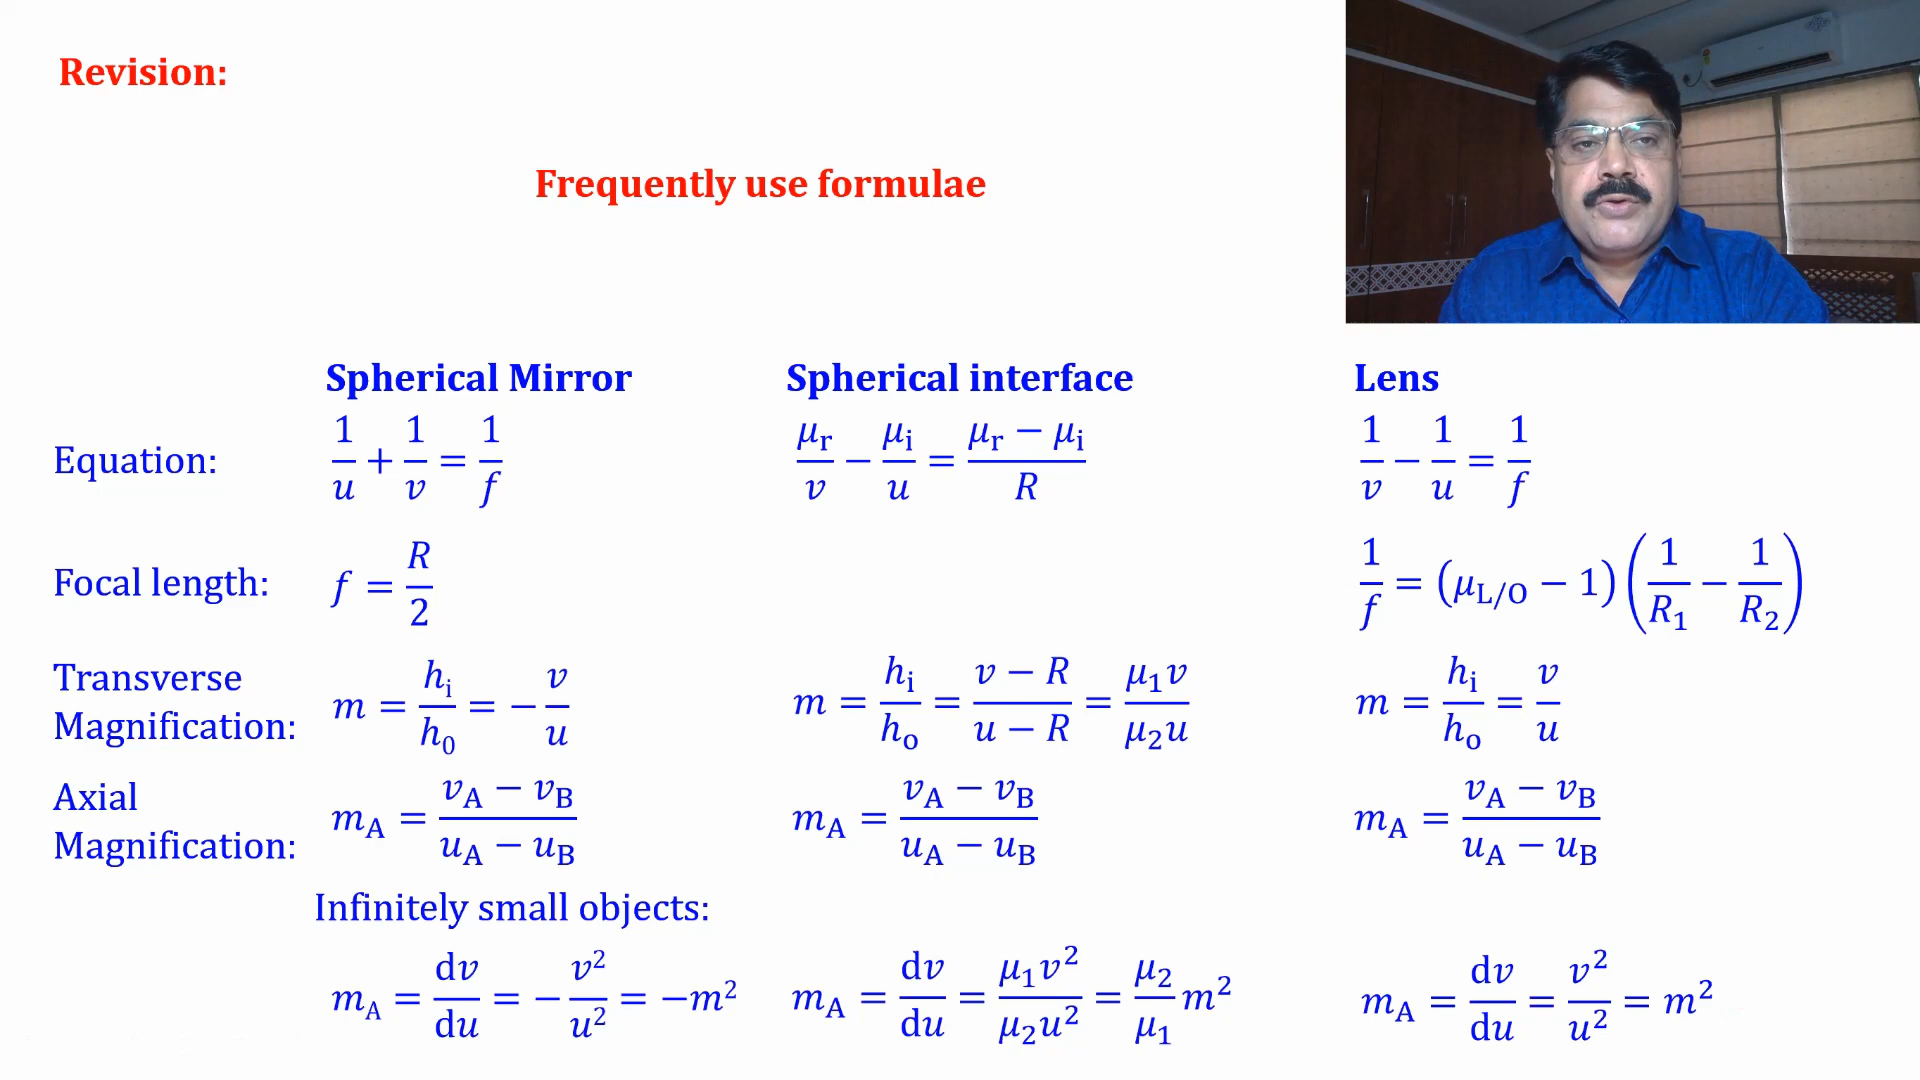 Revision:
Frequently use formulae
Spherical Mirror Spherical interface Lens
Equation: 1/u + 1/v = 1/f μr/v − μi/u = (μr − μi)/R 1/v − 1/u = 1/f
Focal length: f = R/2 1/f = (μL/O − 1)(1/R1 − 1/R2)
Transverse
Magnification: m = hi/h0 = −v/u m = hi/ho = (v − R)/(u − R) = μ1v/μ2u m = hi/ho = v/u
Axial
Magnification: mA = (vA − vB)/(uA − uB) mA = (vA − vB)/(uA − uB) mA = (vA − vB)/(uA − uB)
Infinitely small objects:
mA = dv/du = −v²/u² = −m² mA = dv/du = μ1v²/μ2u² = μ2/μ1 m² mA = dv/du = v²/u² = m²